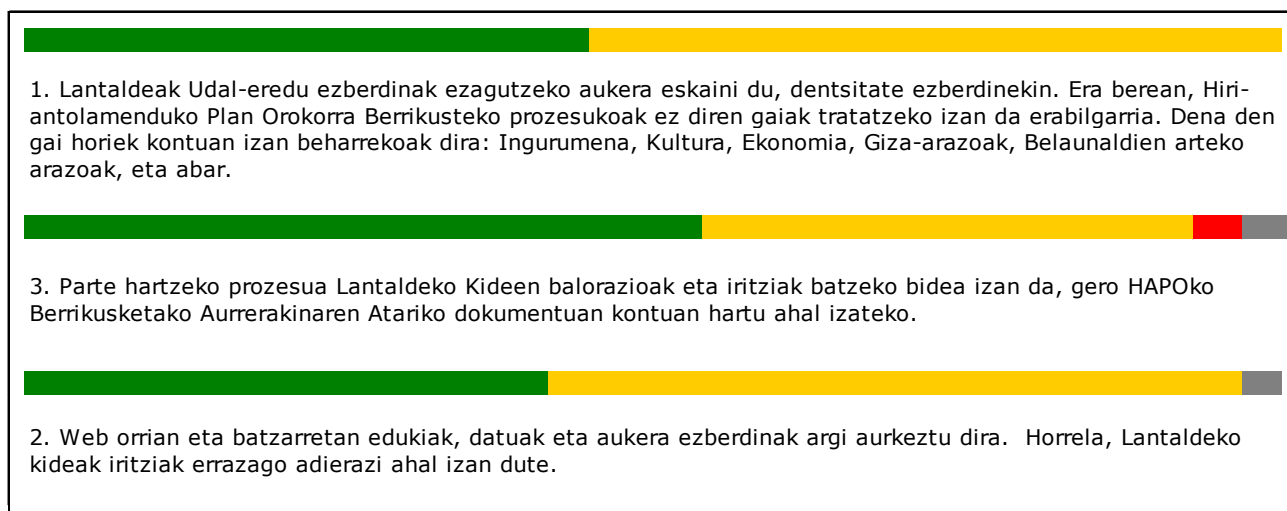 1. Lantaldeak Udal-eredu ezberdinak ezagutzeko aukera eskaini du, dentsitate ezberdinekin. Era berean, Hiri-
antolamenduko Plan Orokorra Berrikusteko prozesukoak ez diren gaiak tratatzeko izan da erabilgarria. Dena den
gai horiek kontuan izan beharrekoak dira: Ingurumena, Kultura, Ekonomia, Giza-arazoak, Belaunaldien arteko
arazoak, eta abar.
3. Parte hartzeko prozesua Lantaldeko Kideen balorazioak eta iritziak batzeko bidea izan da, gero HAPOko
Berrikusketako Aurrerakinaren Atariko dokumentuan kontuan hartu ahal izateko.
2. Web orrian eta batzarretan edukiak, datuak eta aukera ezberdinak argi aurkeztu dira.  Horrela, Lantaldeko
kideak iritziak errazago adierazi ahal izan dute.